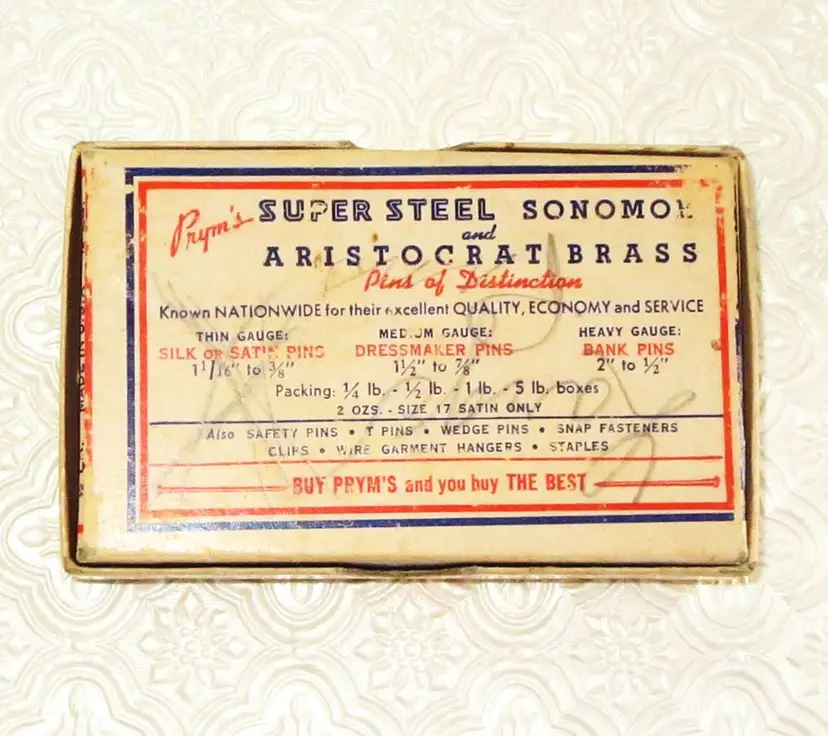 Prym's SUPER STEEL SONOMOR
and
ARISTOCRAT BRASS
Pins of Distinction
Known NATIONWIDE for their excellent QUALITY, ECONOMY and SERVICE
THIN GAUGE: MEDIUM GAUGE: HEAVY GAUGE:
SILK OR SATIN PINS DRESSMAKER PINS BANK PINS
1 1/16" to 3/8" 1 1/2" to 7/8" 2" to 1/2"
Packing: 1/4 lb. - 1/2 lb. - 1 lb. - 5 lb. boxes
2 OZS. - SIZE 17 SATIN ONLY
Also SAFETY PINS • T PINS • WEDGE PINS • SNAP FASTENERS
CLIPS • WIRE GARMENT HANGERS • STAPLES
BUY PRYM'S and you buy THE BEST
MADE IN